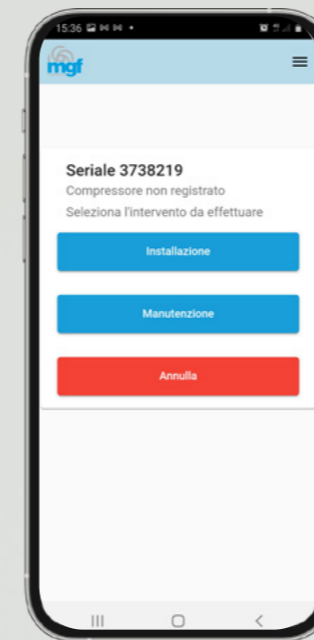 15:36
mgf
Seriale 3738219
Compressore non registrato
Seleziona l'intervento da effettuare
Installazione
Manutenzione
Annulla